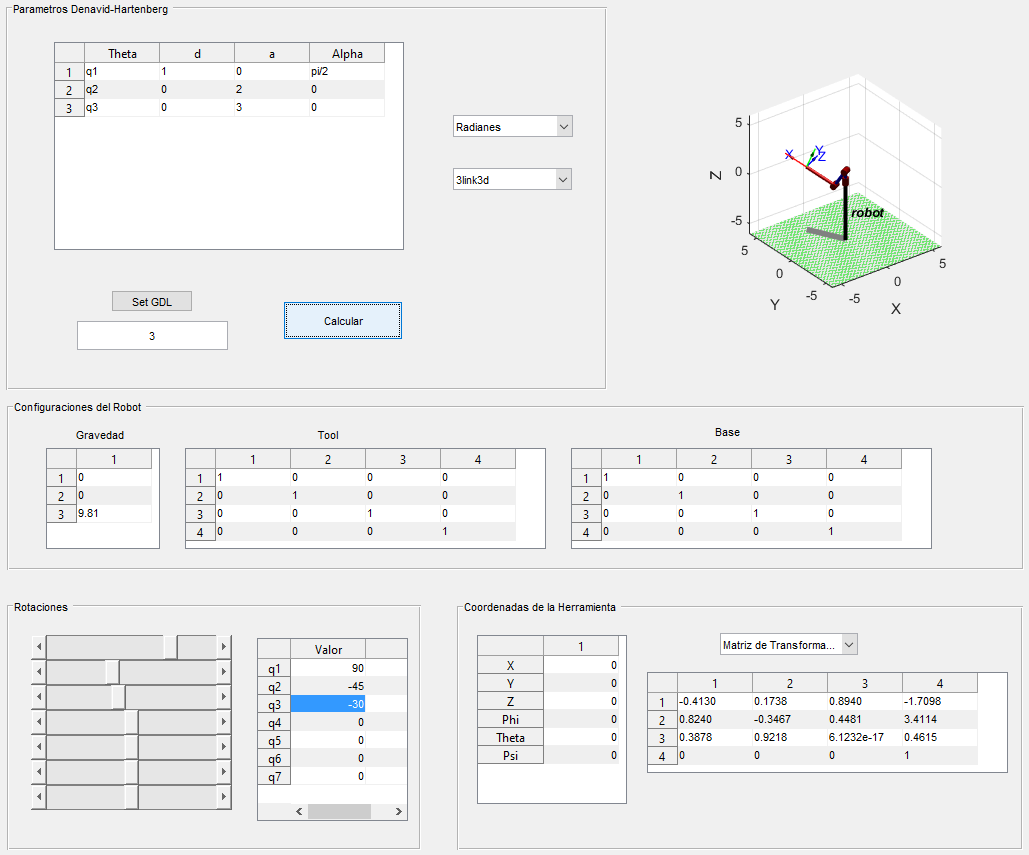 Parametros Denavid-Hartenberg
Theta d a Alpha
1 q1 1 0 pi/2
2 q2 0 2 0
3 q3 0 3 0
Radianes
3link3d
Set GDL
3
Calcular
5
0
-5
Z
X
Y
Z
robot
5
0
-5
Y
-5
0
5
X
Configuraciones del Robot
Gravedad
1
1 0
2 0
3 9.81
Tool
1 2 3 4
1 1 0 0 0
2 0 1 0 0
3 0 0 1 0
4 0 0 0 1
Base
1 2 3 4
1 1 0 0 0
2 0 1 0 0
3 0 0 1 0
4 0 0 0 1
Rotaciones
Valor
q1 90
q2 -45
q3 -30
q4 0
q5 0
q6 0
q7 0
Coordenadas de la Herramienta
1
X 0
Y 0
Z 0
Phi 0
Theta 0
Psi 0
Matriz de Transforma...
1 2 3 4
1 -0.4130 0.1738 0.8940 -1.7098
2 0.8240 -0.3467 0.4481 3.4114
3 0.3878 0.9218 6.1232e-17 0.4615
4 0 0 0 1